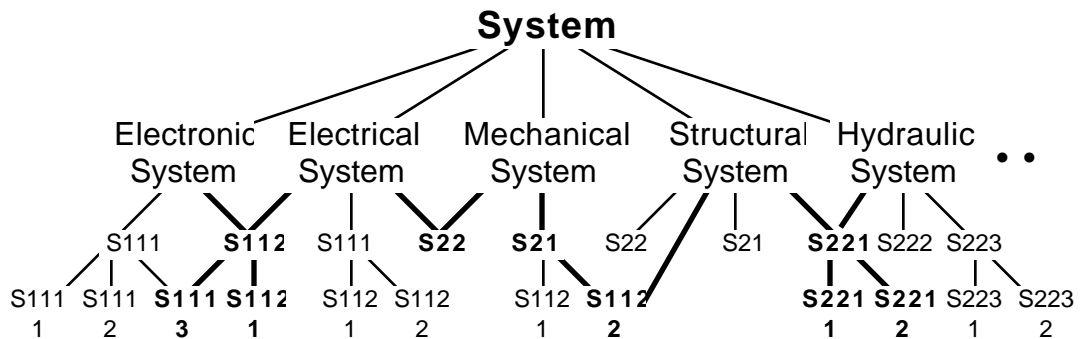 System
Electronic Electrical Mechanical Structural Hydraulic
System System System System System
S111 S112 S111 S22 S21 S22 S21 S221 S222 S223
S111 S111 S111 S112 S112 S112 S112 S112 S221 S221 S223 S223
1 2 3 1 1 2 1 2 1 2 1 2